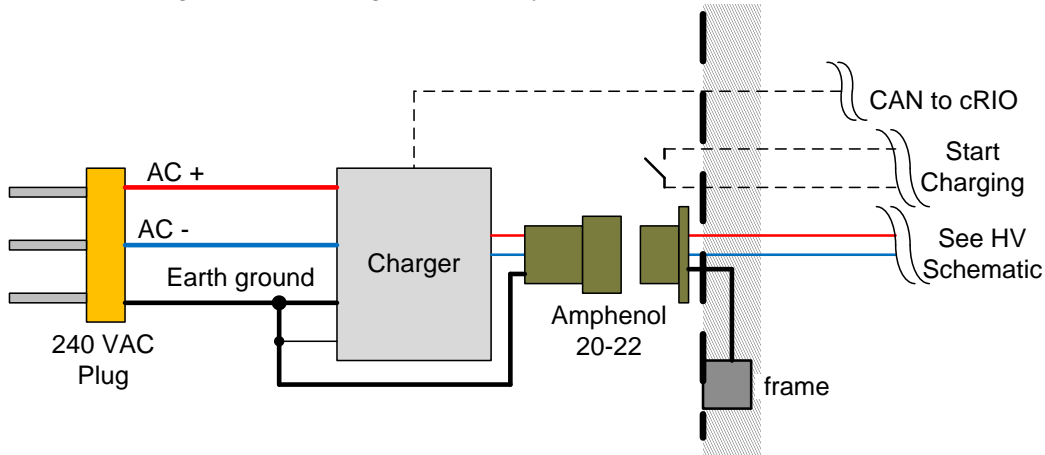 CAN to cRIO
AC +
Start
Charging
AC -
Charger
See HV
Schematic
Earth ground
Amphenol
20-22
240 VAC
Plug
frame